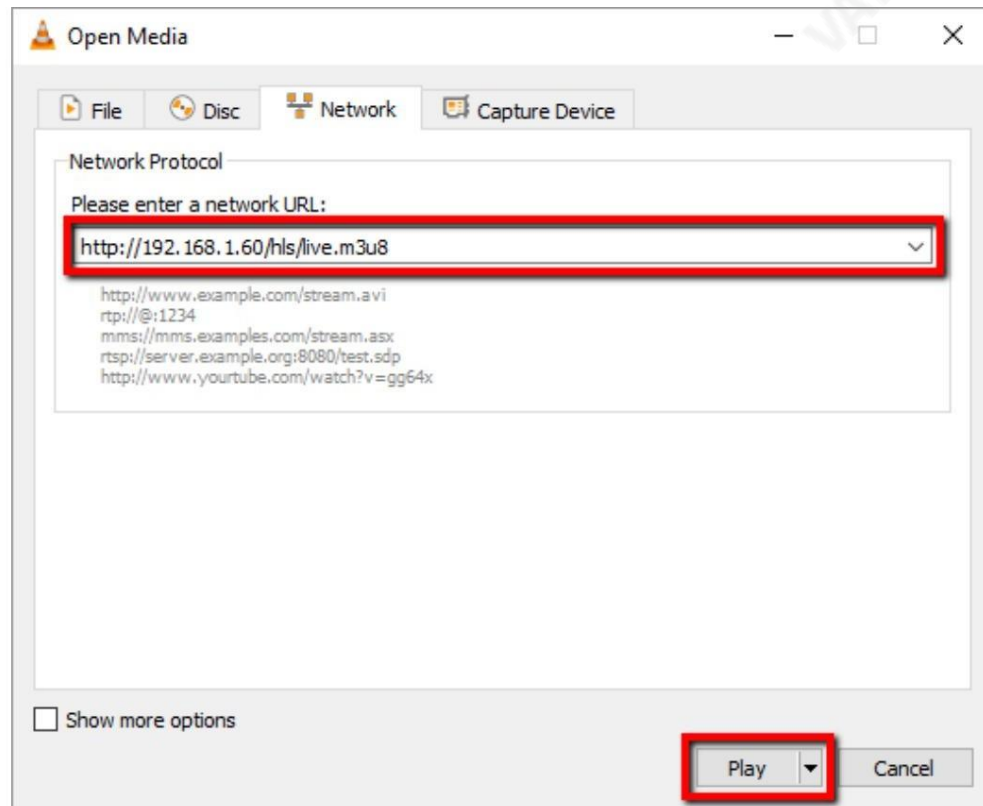 Open Media
File Disc Network Capture Device
Network Protocol
Please enter a network URL:
http://192.168.1.60/hls/live.m3u8
http://www.example.com/stream.avi
rtp://@:1234
mms://mms.examples.com/stream.asx
rtsp://server.example.org:8080/test.sdp
http://www.yourtube.com/watch?v=gg64x
Show more options
Play Cancel